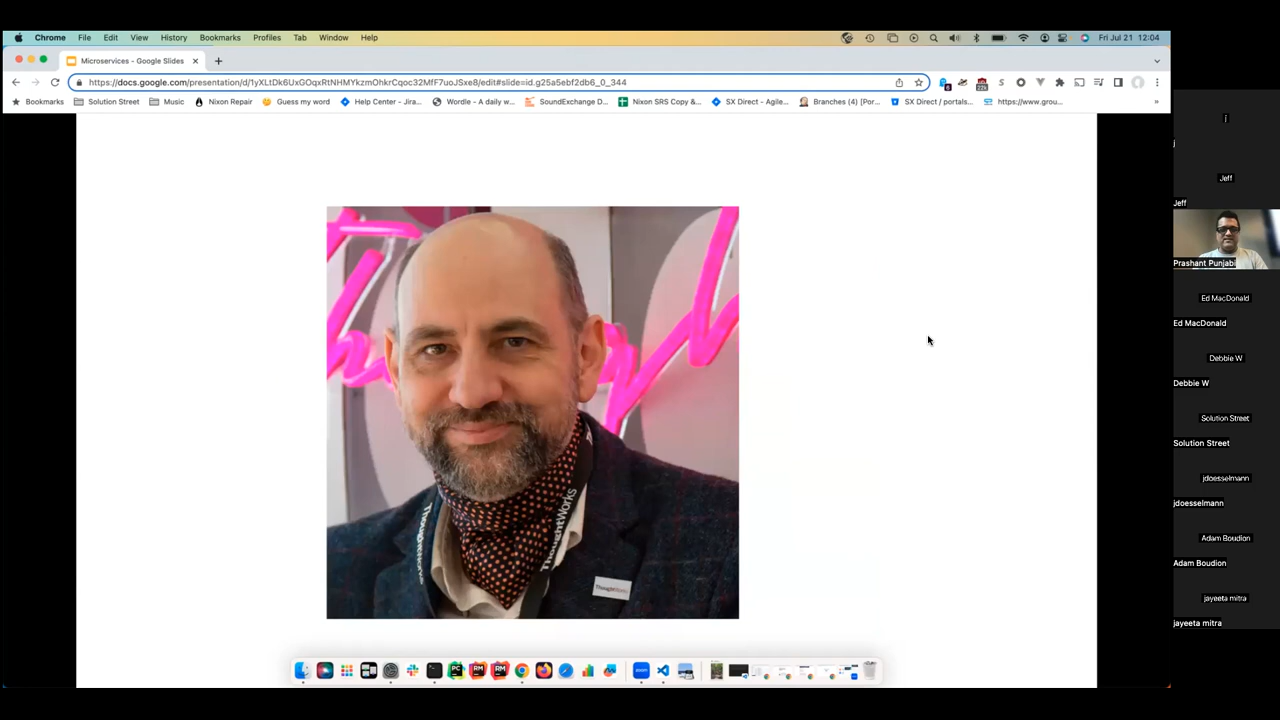 Chrome File Edit View History Bookmarks Profiles Tab Window Help Fri Jul 21 12:04
Microservices - Google Slides
https://docs.google.com/presentation/d/1yXLtDk6UxGOqxRtNHMYkzmOhkrCqoc32MfF7uoJSxe8/edit#slide=id.g25a5ebf2db6_0_344
Bookmarks Solution Street Music Nixon Repair Guess my word Help Center - Jira... Wordle - A daily w... SoundExchange D... Nixon SRS Copy &... SX Direct - Agile... Branches (4) [Por... SX Direct / portals... https://www.grou... »
j
j
Jeff
Jeff
Prashant Punjabi
Ed MacDonald
Ed MacDonald
Debbie W
Debbie W
Solution Street
Solution Street
jdoesselmann
jdoesselmann
Adam Boudion
Adam Boudion
jayeeta mitra
jayeeta mitra
ThoughtWorks
ThoughtWorks
ThoughtWorks